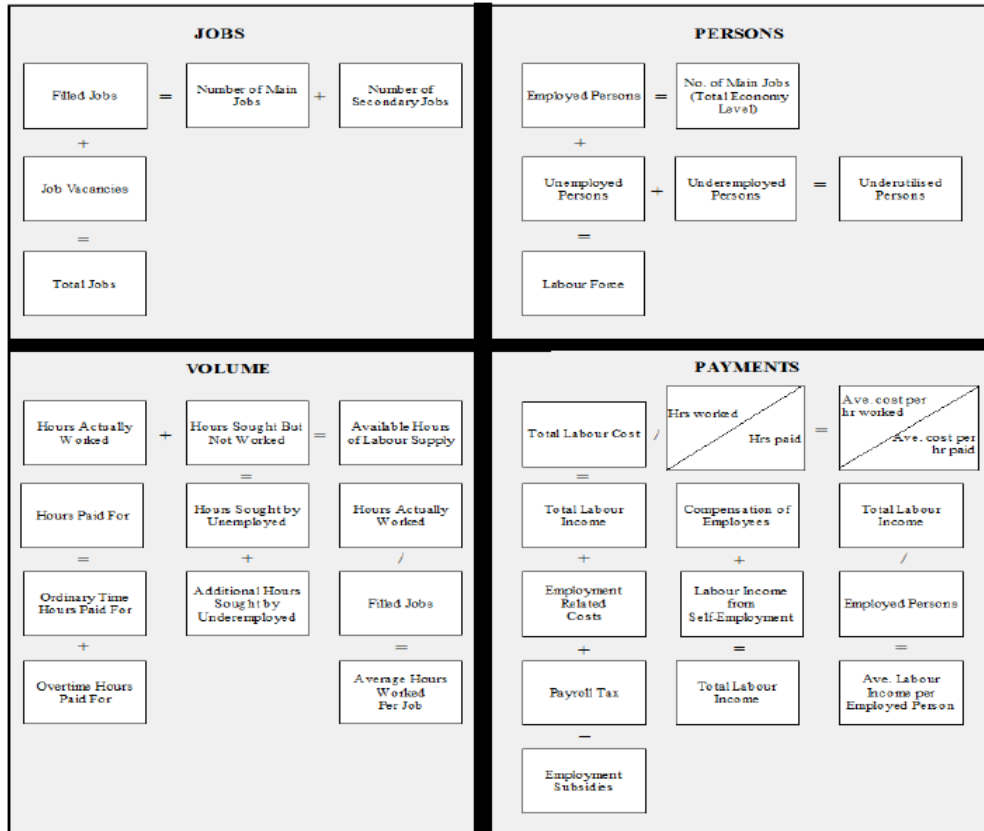 JOBS
Filled Jobs
=
Number of Main
Jobs
+
Number of
Secondary Jobs
+
Job Vacancies
=
Total Jobs
PERSONS
Employed Persons
=
No. of Main Jobs
(Total Economy
Level)
+
Unemployed
Persons
+
Underemployed
Persons
=
Underutilised
Persons
=
Labour Force
VOLUME
Hours Actually
Worked
+
Hours Sought But
Not Worked
=
Available Hours
of Labour Supply
=
Hours Paid For
Hours Sought by
Unemployed
Hours Actually
Worked
=
+
/
Ordinary Time
Hours Paid For
Additional Hours
Sought by
Underemployed
Filled Jobs
+
=
Overtime Hours
Paid For
Average Hours
Worked
Per Job
PAYMENTS
Total Labour Cost
/
Hrs worked
Hrs paid
=
Ave. cost per
hr worked
Ave. cost per
hr paid
=
Total Labour
Income
Compensation of
Employees
Total Labour
Income
+
+
/
Employment
Related
Costs
Labour Income
from
Self-Employment
Employed Persons
+
=
=
Payroll Tax
Total Labour
Income
Ave. Labour
Income per
Employed Person
−
Employment
Subsidies